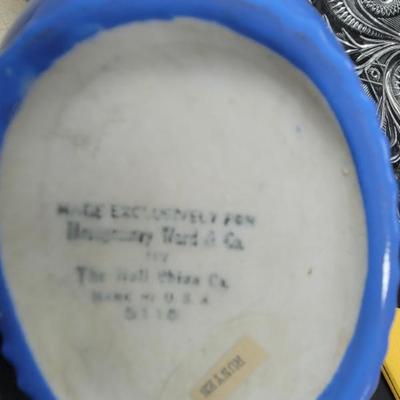 MADE EXCLUSIVELY FOR
Montgomery Ward & Co.
BY
The Hall China Co.
MADE IN U.S.A